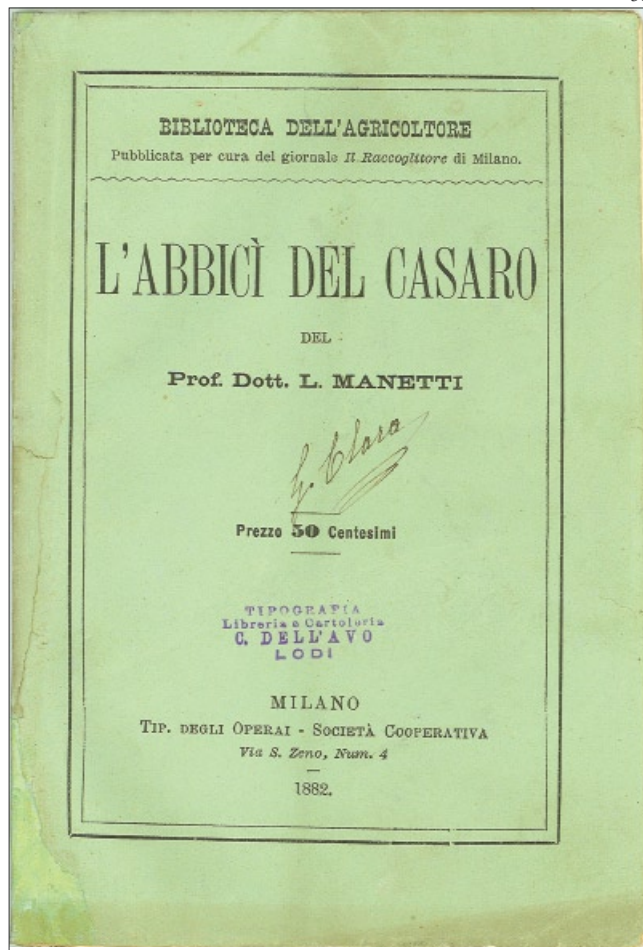 BIBLIOTECA DELL'AGRICOLTORE
Pubblicata per cura del giornale Il Raccoglitore di Milano.
L'ABBICÌ DEL CASARO
DEL
Prof. Dott. L. MANETTI
G. Clara
Prezzo 50 Centesimi
TIPOGRAFIA
Libreria e Cartoleria
C. DELL'AVO
LODI
MILANO
TIP. DEGLI OPERAI - SOCIETÀ COOPERATIVA
Via S. Zeno, Num. 4
1882.